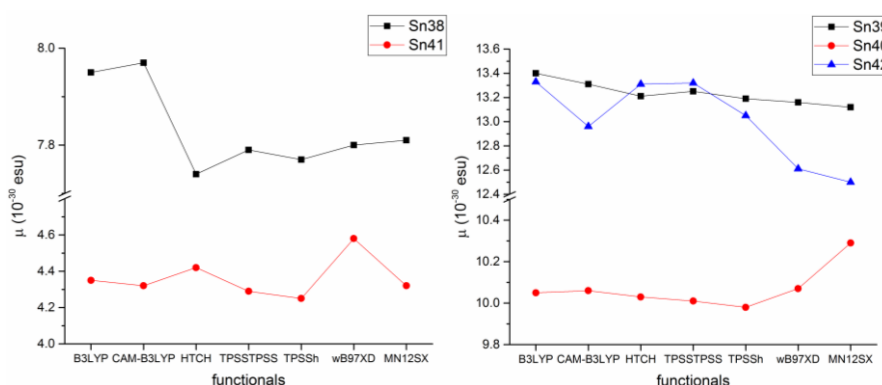 Sn38
Sn41
8.0
7.8
4.6
4.4
4.2
4.0
μ (10⁻³⁰ esu)
B3LYP CAM-B3LYP HTCH TPSSTPSS TPSSh wB97XD MN12SX
functionals
Sn39
Sn40
Sn42
13.6
13.4
13.2
13.0
12.8
12.6
12.4
10.4
10.2
10.0
9.8
μ (10⁻³⁰ esu)
B3LYP CAM-B3LYP HTCH TPSSTPSS TPSSh wB97XD MN12SX
functionals